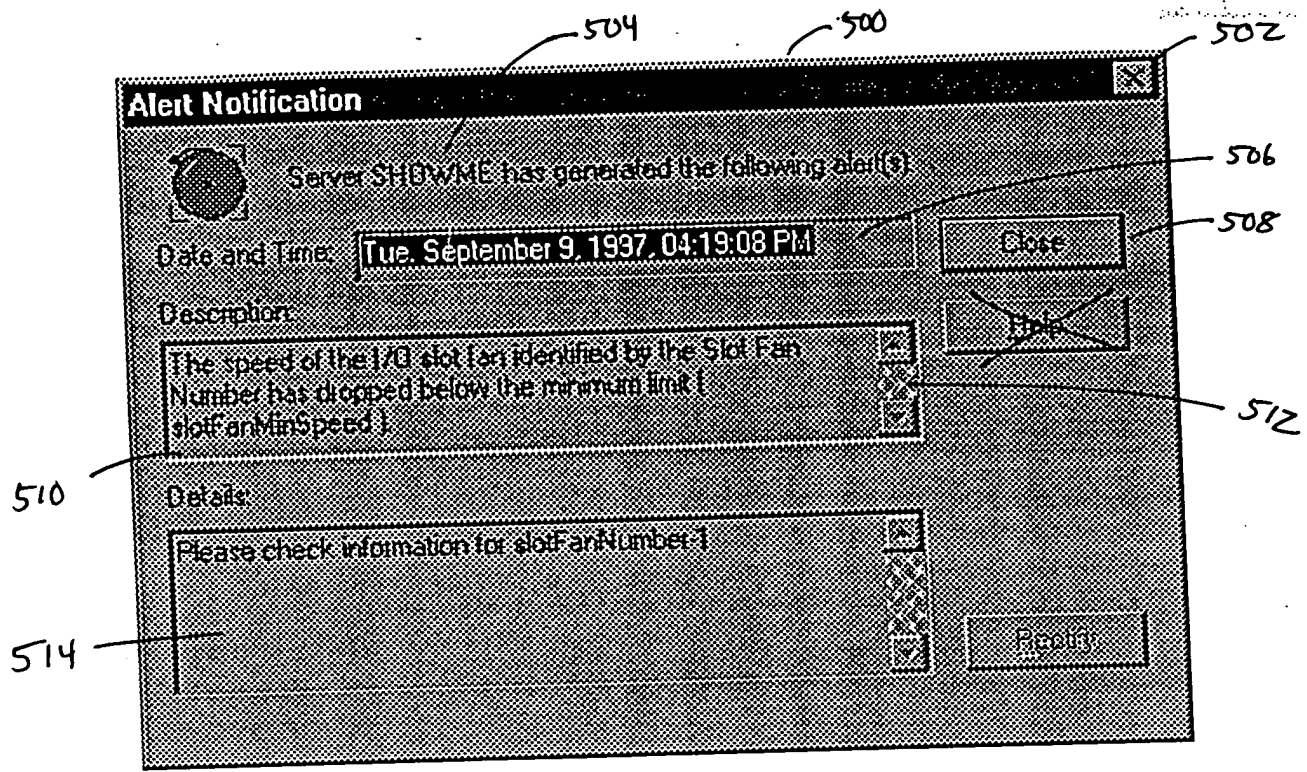 504
500
502
Alert Notification
Server SHOWME has generated the following alert(s)
506
Date and Time: Tue. September 9, 1997, 04:19:08 PM
Close
508
Description:
Help
The speed of the I/O slot fan identified by the Slot Fan
Number has dropped below the minimum limit (
slotFanMinSpeed ).
512
510
Details:
Please check information for slotFanNumber-1
514